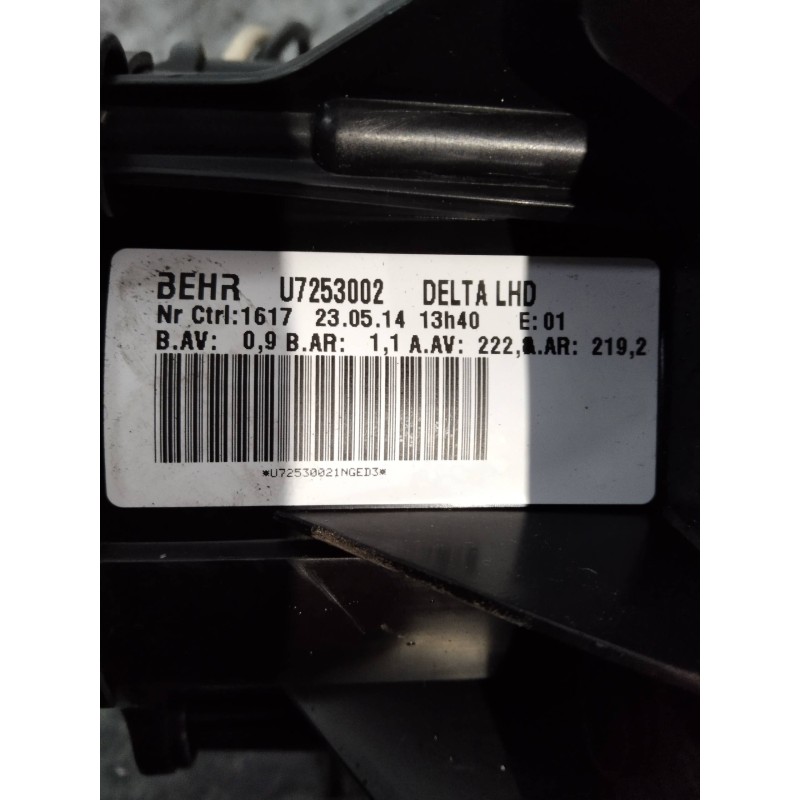 BEHR U7253002 DELTA LHD
Nr Ctrl:1617 23.05.14 13h40 E:01
B.AV: 0,9 B.AR: 1,1 A.AV: 222, A.AR: 219,2
*U72530021NGED3*